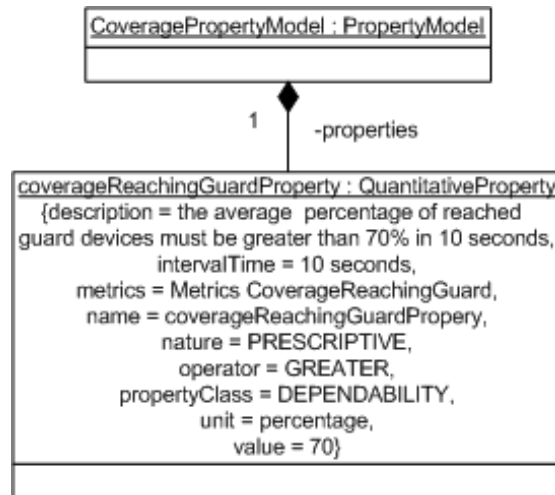 CoveragePropertyModel : PropertyModel
1
-properties
coverageReachingGuardProperty : QuantitativeProperty
{description = the average percentage of reached
guard devices must be greater than 70% in 10 seconds,
intervalTime = 10 seconds,
metrics = Metrics CoverageReachingGuard,
name = coverageReachingGuardPropery,
nature = PRESCRIPTIVE,
operator = GREATER,
propertyClass = DEPENDABILITY,
unit = percentage,
value = 70}